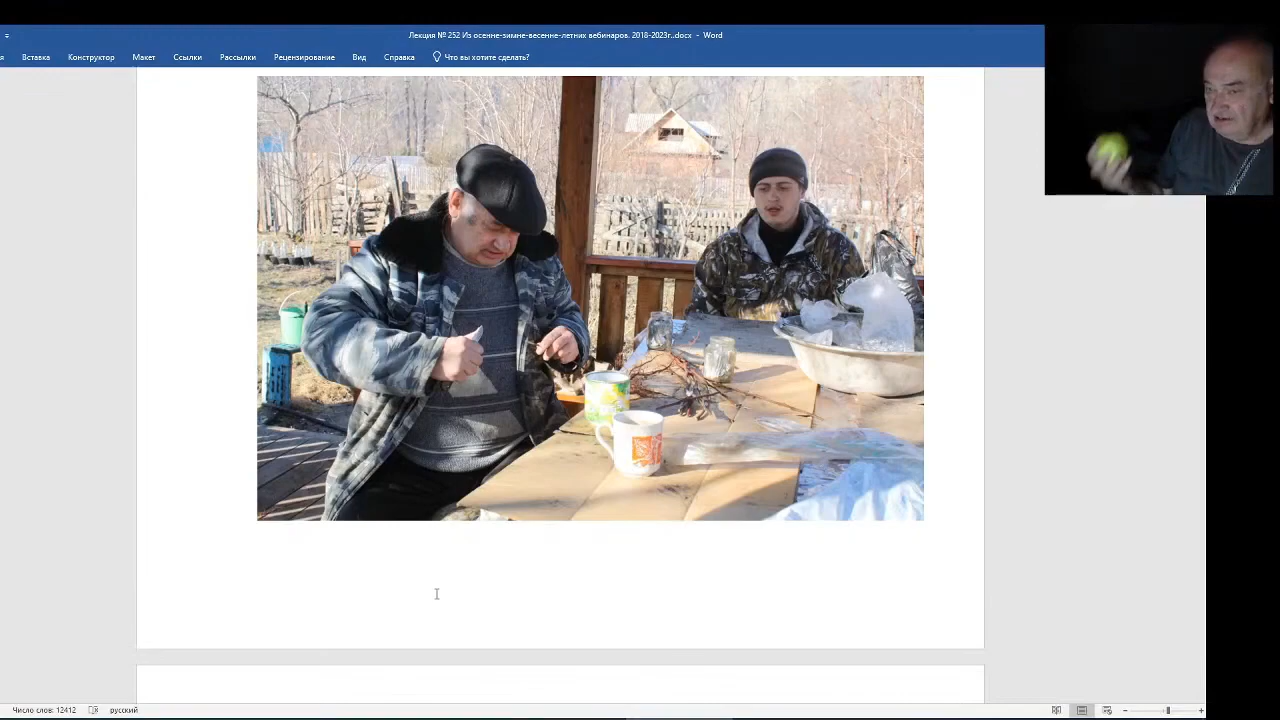 Лекция № 252 Из осенне-зимне-весенне-летних вебинаров. 2018-2023г..docx - Word
Вставка Конструктор Макет Ссылки Рассылки Рецензирование Вид Справка Что вы хотите сделать?
Число слов: 12412 русский